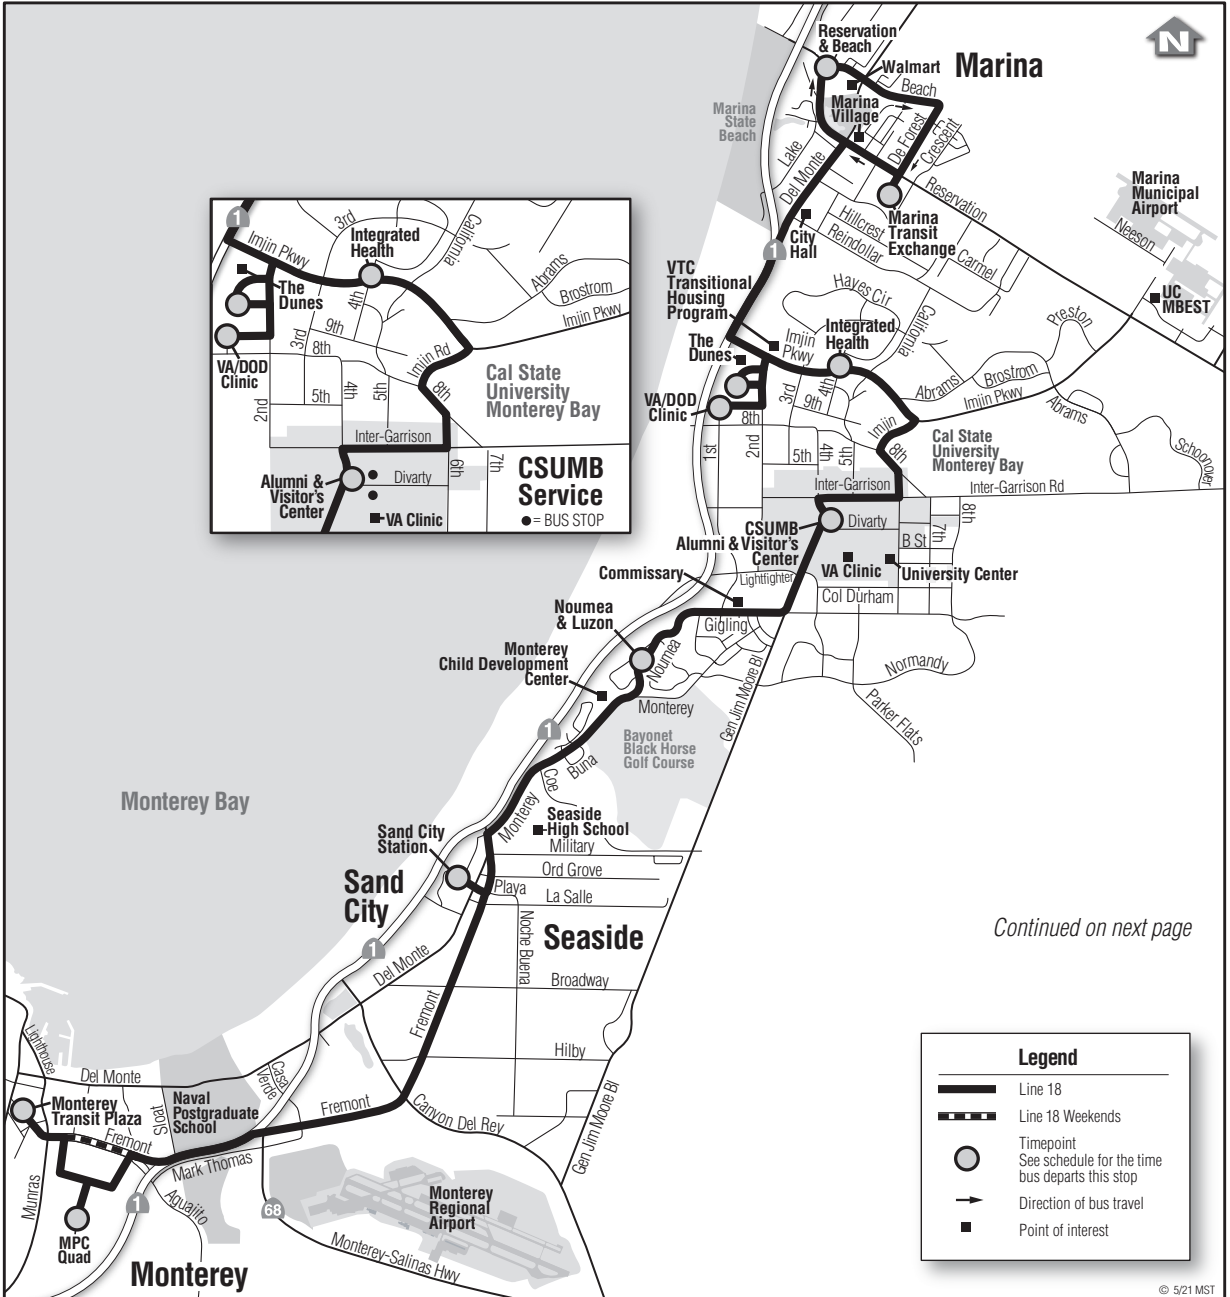 Reservation
& Beach
N
Marina
Walmart
Beach
Marina
Village
Marina
State
Beach
De Forest
Crescent
Lake
Del Monte
Reservation
Marina
Municipal
Airport
Neeson
Marina
Transit
Exchange
Hillcrest
Reindollar
Carmel
City
Hall
1
UC
MBEST
VTC
Transitional
Housing
Program
Hayes Cir
California
Preston
Integrated
Health
Imjin
Pkwy
The
Dunes
Abrams
Brostrom
Imjin Pkwy
Abrams
Schoonover
VA/DOD
Clinic
3rd
4th
9th
Imjin
8th
8th
1st
2nd
5th
4th
5th
Cal State
University
Monterey Bay
Inter-Garrison
Inter-Garrison Rd
CSUMB
Alumni & Visitor's
Center
Divarty
8th
7th
B St
VA Clinic
University Center
Lightfighter
Col Durham
Commissary
Gigling
Noumea
& Luzon
Noumea
Monterey
Child Development
Center
Monterey
Normandy
Parker Flats
Gen Jim Moore Bl
1
Bayonet
Black Horse
Golf Course
Buna
Coe
Monterey
Seaside
High School
Military
Monterey Bay
Sand City
Station
Ord Grove
Playa
La Salle
Sand
City
Noche Buena
Seaside
1
Del Monte
Broadway
Fremont
Hilby
Continued on next page
Lighthouse
Del Monte
Casa
Verde
Monterey
Transit Plaza
Sloat
Naval
Postgraduate
School
Fremont
Fremont
Canyon Del Rey
Gen Jim Moore Bl
Mark Thomas
Munras
1
Aguajito
68
Monterey
Regional
Airport
MPC
Quad
Monterey
Monterey-Salinas Hwy
1
Imjin Pkwy
3rd
Integrated
Health
California
The
Dunes
4th
Abrams
Brostrom
Imjin Pkwy
VA/DOD
Clinic
3rd
9th
8th
Imjin Rd
2nd
5th
4th
5th
8th
Cal State
University
Monterey Bay
Inter-Garrison
6th
7th
Alumni &
Visitor's
Center
Divarty
VA Clinic
CSUMB
Service
= BUS STOP
Legend
Line 18
Line 18 Weekends
Timepoint
See schedule for the time
bus departs this stop
Direction of bus travel
Point of interest
© 5/21 MST